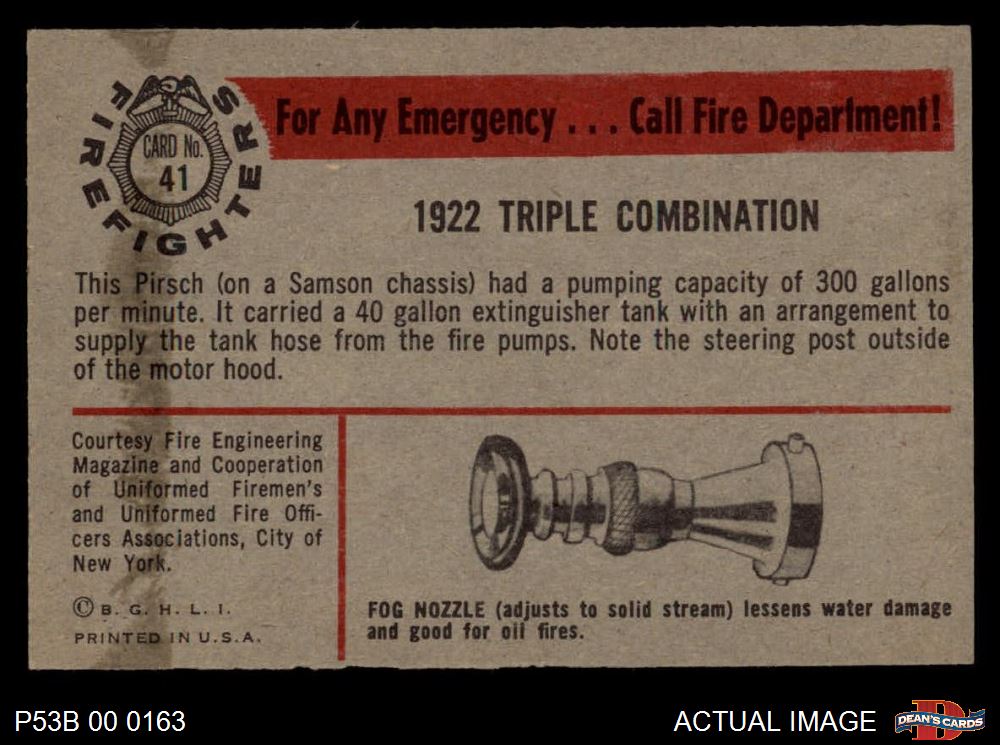 FIREFIGHTERS
CARD No.
41
For Any Emergency . . . Call Fire Department!
1922 TRIPLE COMBINATION
This Pirsch (on a Samson chassis) had a pumping capacity of 300 gallons
per minute. It carried a 40 gallon extinguisher tank with an arrangement to
supply the tank hose from the fire pumps. Note the steering post outside
of the motor hood.
Courtesy Fire Engineering
Magazine and Cooperation
of Uniformed Firemen's
and Uniformed Fire Offi-
cers Associations, City of
New York.
© B. G. H. L. I.
PRINTED IN U.S.A.
FOG NOZZLE (adjusts to solid stream) lessens water damage
and good for oil fires.
P53B 00 0163
ACTUAL IMAGE
D
DEAN'S CARDS